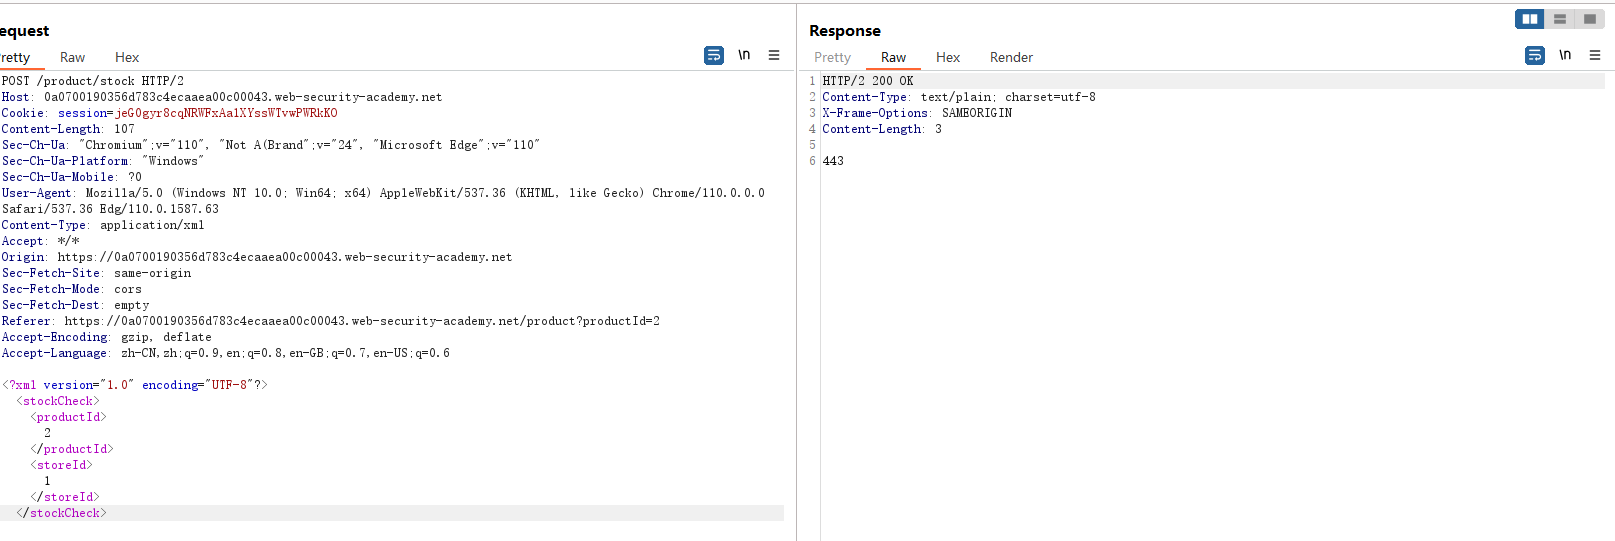 equest
Pretty Raw Hex \n
POST /product/stock HTTP/2
Host: 0a0700190356d783c4ecaaea00c00043.web-security-academy.net
Cookie: session=jeG0gyr8cqNRWFxAalXYssWTvwPWRkKO
Content-Length: 107
Sec-Ch-Ua: "Chromium";v="110", "Not A(Brand";v="24", "Microsoft Edge";v="110"
Sec-Ch-Ua-Platform: "Windows"
Sec-Ch-Ua-Mobile: ?0
User-Agent: Mozilla/5.0 (Windows NT 10.0; Win64; x64) AppleWebKit/537.36 (KHTML, like Gecko) Chrome/110.0.0.0
Safari/537.36 Edg/110.0.1587.63
Content-Type: application/xml
Accept: */*
Origin: https://0a0700190356d783c4ecaaea00c00043.web-security-academy.net
Sec-Fetch-Site: same-origin
Sec-Fetch-Mode: cors
Sec-Fetch-Dest: empty
Referer: https://0a0700190356d783c4ecaaea00c00043.web-security-academy.net/product?productId=2
Accept-Encoding: gzip, deflate
Accept-Language: zh-CN,zh;q=0.9,en;q=0.8,en-GB;q=0.7,en-US;q=0.6
<?xml version="1.0" encoding="UTF-8"?>
<stockCheck>
<productId>
2
</productId>
<storeId>
1
</storeId>
</stockCheck>
Response
Pretty Raw Hex Render \n
1 HTTP/2 200 OK
2 Content-Type: text/plain; charset=utf-8
3 X-Frame-Options: SAMEORIGIN
4 Content-Length: 3
5
6 443